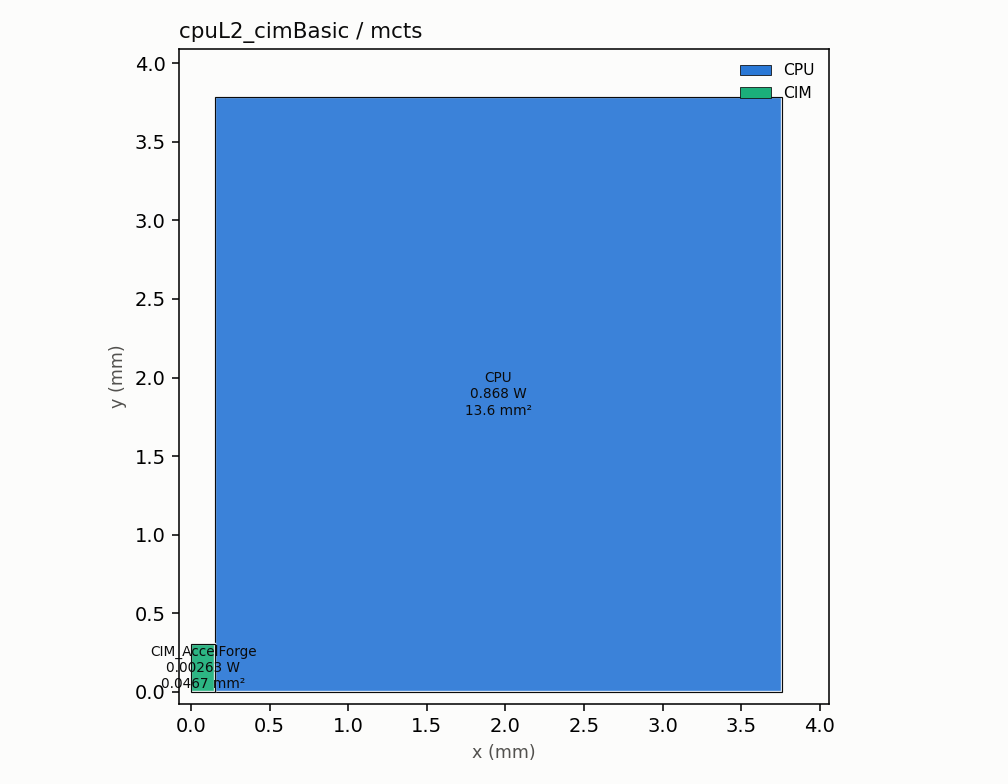 cpuL2_cimBasic / mcts
CPU
CIM
4.0
3.5
3.0
2.5
2.0
1.5
1.0
0.5
0.0
y (mm)
CPU
0.868 W
13.6 mm²
CIM_AccelForge
0.00263 W
0.0467 mm²
0.0 0.5 1.0 1.5 2.0 2.5 3.0 3.5 4.0
x (mm)